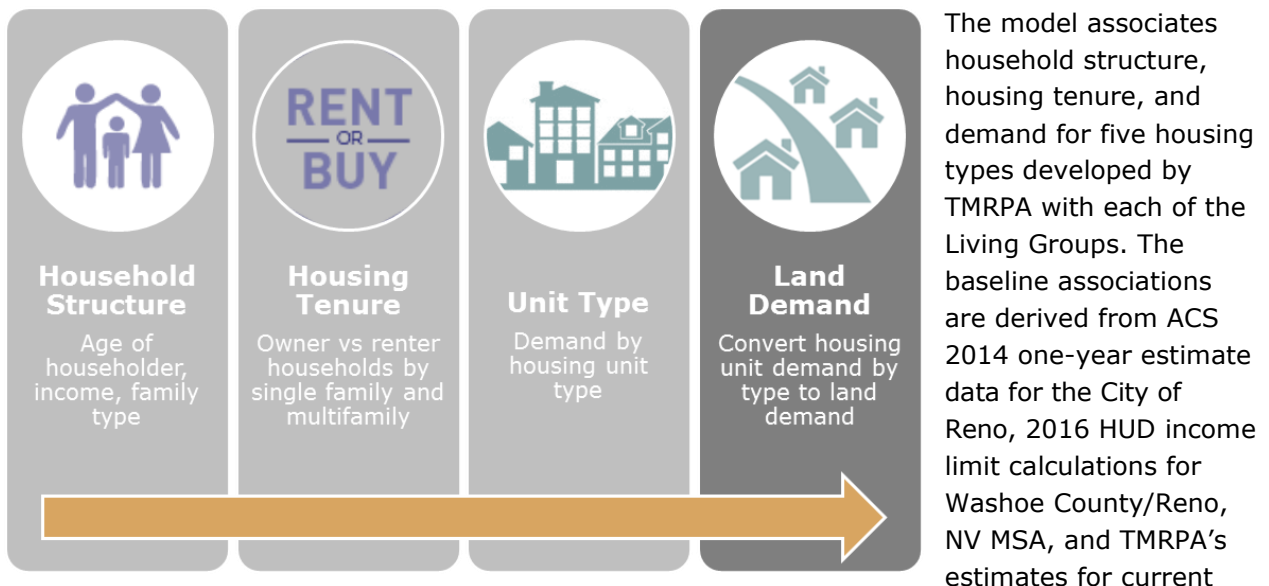 RENT
OR
BUY
Household
Structure
Age of
householder,
income, family
type
Housing
Tenure
Owner vs renter
households by
single family and
multifamily
Unit Type
Demand by
housing unit
type
Land
Demand
Convert housing
unit demand by
type to land
demand
The model associates
household structure,
housing tenure, and
demand for five housing
types developed by
TMRPA with each of the
Living Groups. The
baseline associations
are derived from ACS
2014 one-year estimate
data for the City of
Reno, 2016 HUD income
limit calculations for
Washoe County/Reno,
NV MSA, and TMRPA’s
estimates for current